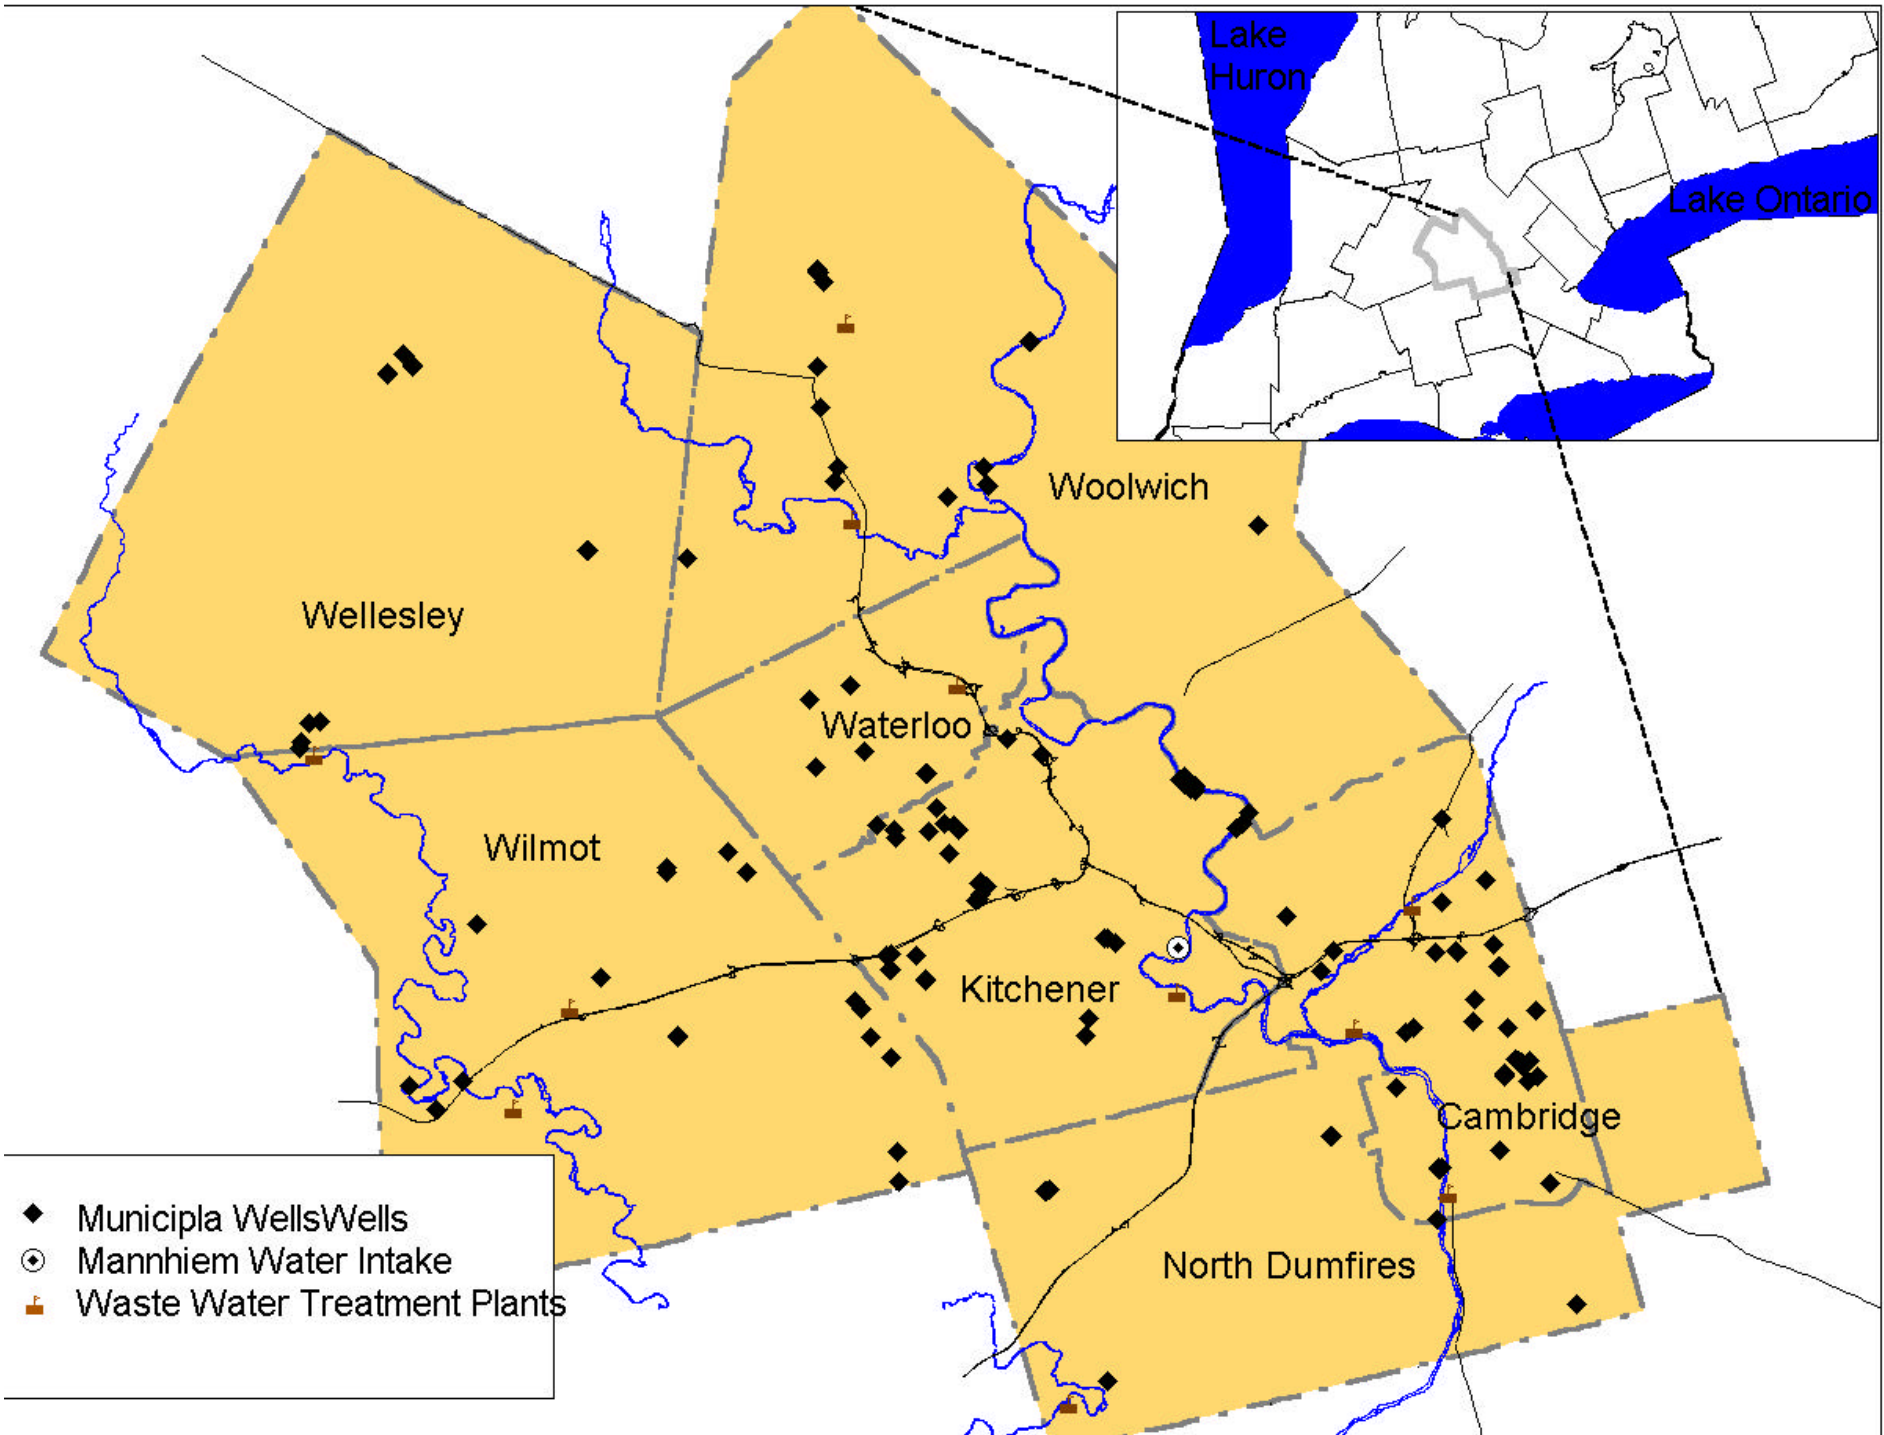 Lake
Huron
Lake Ontario
Woolwich
Wellesley
Waterloo
Wilmot
Kitchener
Cambridge
North Dumfires
Municipla WellsWells
Mannhiem Water Intake
Waste Water Treatment Plants